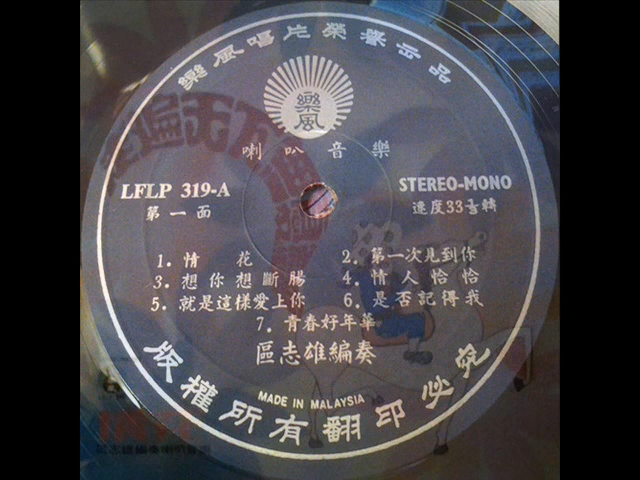 樂風唱片榮譽出品
樂風
喇叭音樂
LFLP 319-A
STEREO-MONO
第一面
速度33⅓轉
1. 情 花
2. 第一次見到你
3. 想你想斷腸
4. 情人恰恰
5. 就是這樣愛上你
6. 是否記得我
7. 青春好年華
區志雄編奏
MADE IN MALAYSIA
版權所有翻印必究